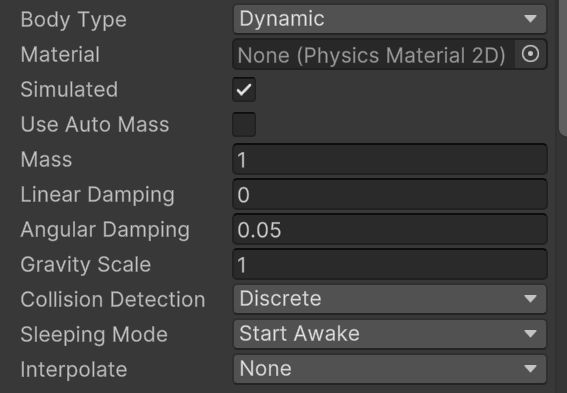 Body Type Dynamic
Material None (Physics Material 2D)
Simulated
Use Auto Mass
Mass 1
Linear Damping 0
Angular Damping 0.05
Gravity Scale 1
Collision Detection Discrete
Sleeping Mode Start Awake
Interpolate None